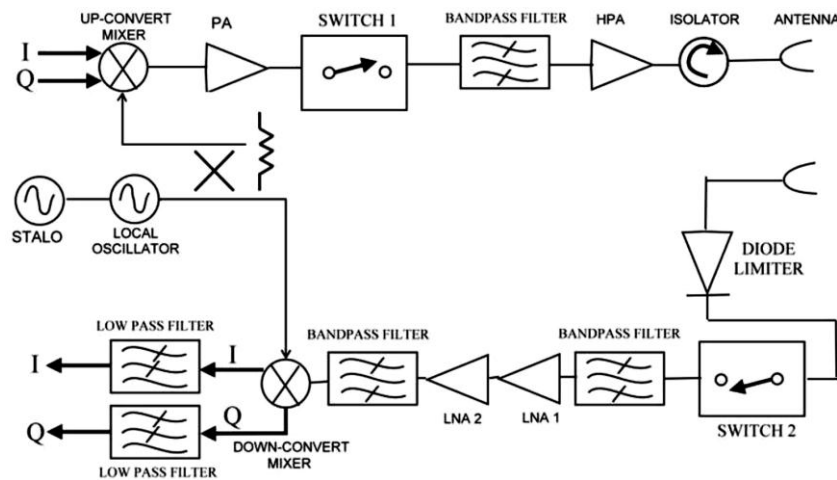 UP-CONVERT
MIXER
PA
SWITCH 1
BANDPASS FILTER
HPA
ISOLATOR
ANTENNA
I
Q
STALO
LOCAL
OSCILLATOR
DIODE
LIMITER
LOW PASS FILTER
BANDPASS FILTER
BANDPASS FILTER
I
I
Q
Q
LNA 2
LNA 1
SWITCH 2
DOWN-CONVERT
MIXER
LOW PASS FILTER